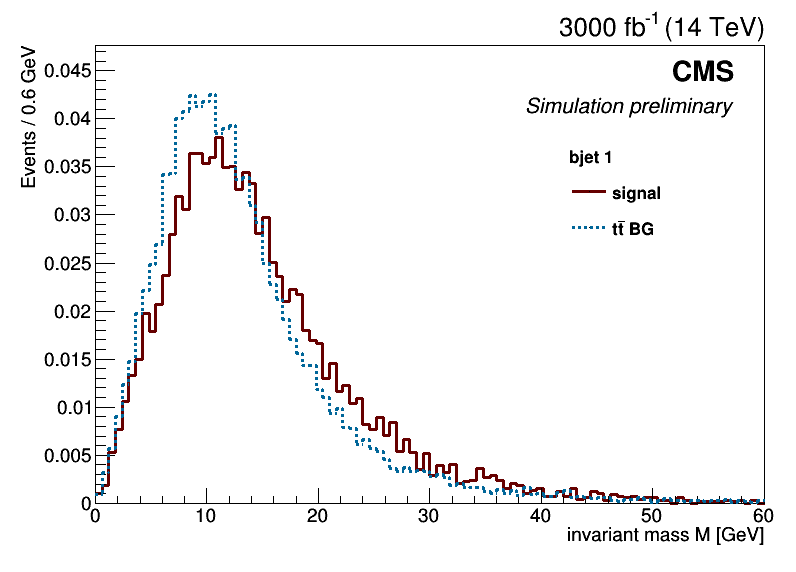 3000 fb-1 (14 TeV)
Events / 0.6 GeV
CMS
Simulation preliminary
bjet 1
signal
tt̄ BG
0.045
0.04
0.035
0.03
0.025
0.02
0.015
0.01
0.005
0
0 10 20 30 40 50 60
invariant mass M [GeV]